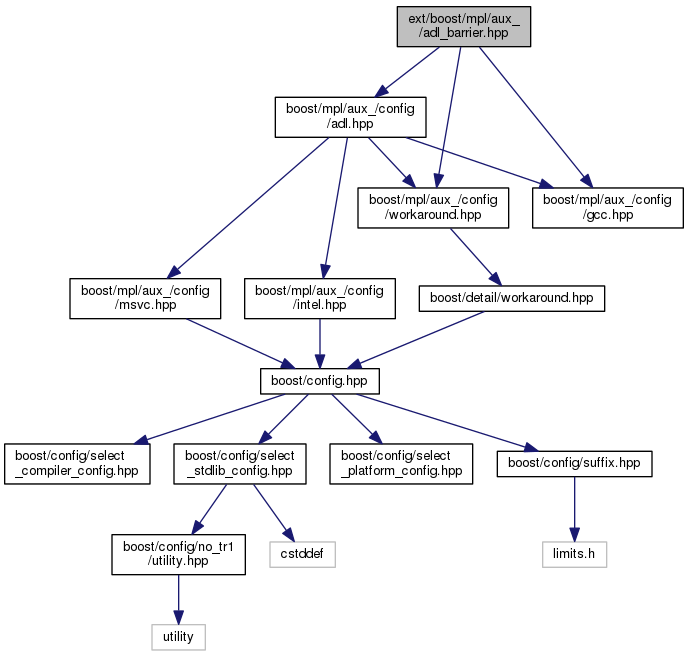 ext/boost/mpl/aux_
/adl_barrier.hpp
boost/mpl/aux_/config
/adl.hpp
boost/mpl/aux_/config
/workaround.hpp
boost/mpl/aux_/config
/gcc.hpp
boost/mpl/aux_/config
/msvc.hpp
boost/mpl/aux_/config
/intel.hpp
boost/detail/workaround.hpp
boost/config.hpp
boost/config/select
_compiler_config.hpp
boost/config/select
_stdlib_config.hpp
boost/config/select
_platform_config.hpp
boost/config/suffix.hpp
boost/config/no_tr1
/utility.hpp
cstddef
limits.h
utility